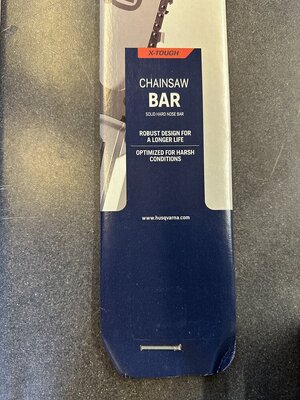 X-TOUGH
CHAINSAW
BAR
SOLID HARD NOSE BAR
ROBUST DESIGN FOR
A LONGER LIFE
OPTIMIZED FOR HARSH
CONDITIONS
www.husqvarna.com